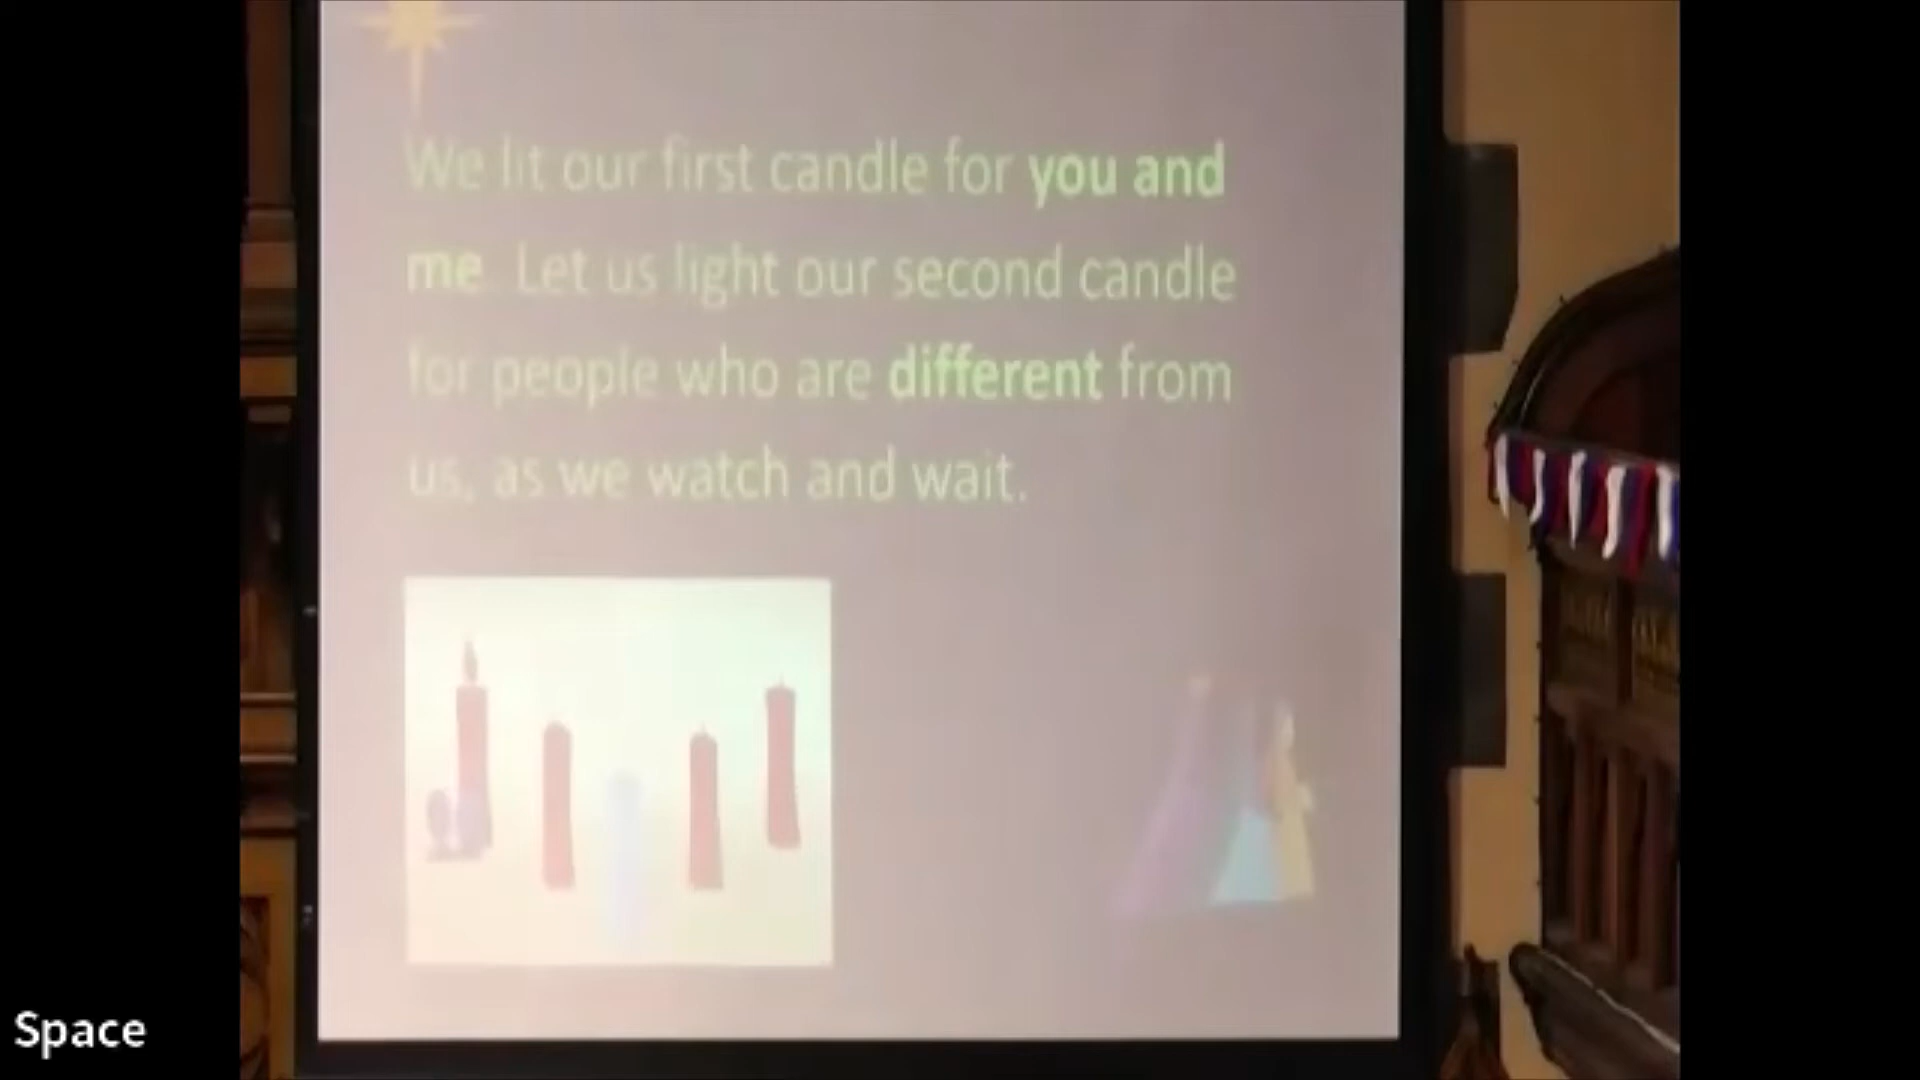 We lit our first candle for you and
me. Let us light our second candle
for people who are different from
us, as we watch and wait.
Space